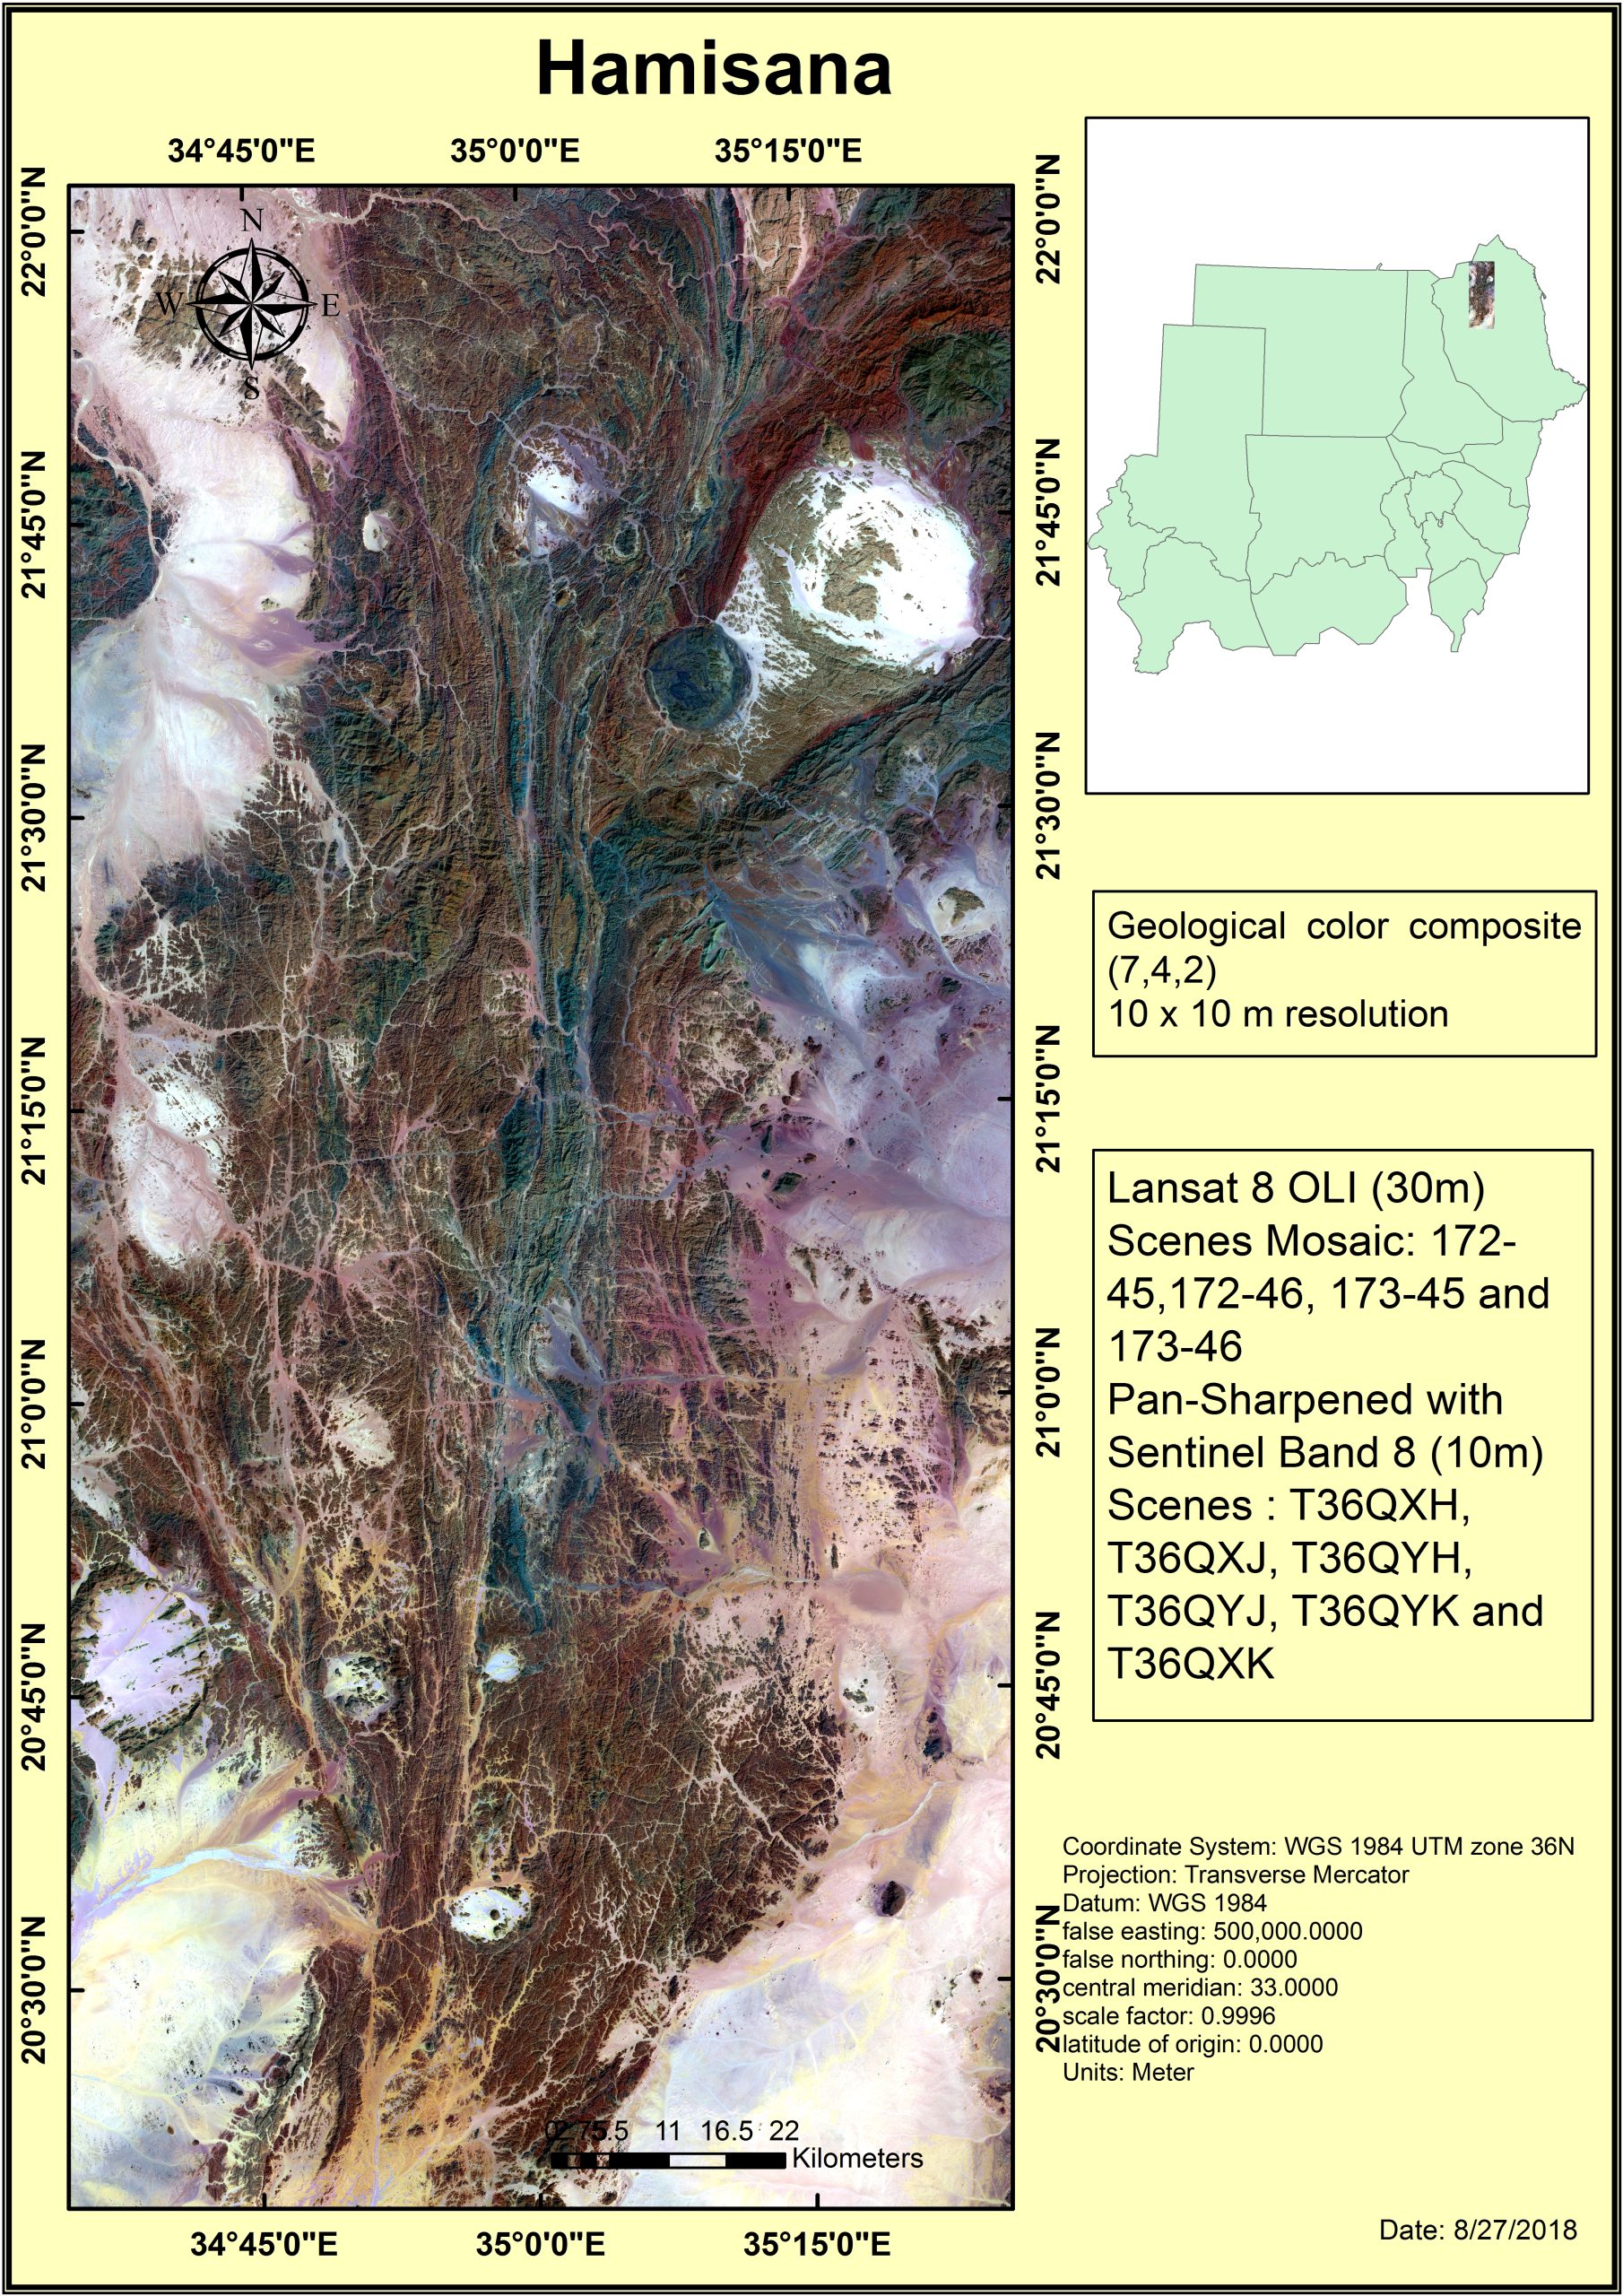 Hamisana
34°45'0"E 35°0'0"E 35°15'0"E
22°0'0"N
21°45'0"N
21°30'0"N
21°15'0"N
21°0'0"N
20°45'0"N
20°30'0"N
N
W E
S
22°0'0"N
21°45'0"N
21°30'0"N
21°15'0"N
21°0'0"N
20°45'0"N
20°30'0"N
Geological color composite
(7,4,2)
10 x 10 m resolution
Lansat 8 OLI (30m)
Scenes Mosaic: 172-
45,172-46, 173-45 and
173-46
Pan-Sharpened with
Sentinel Band 8 (10m)
Scenes : T36QXH,
T36QXJ, T36QYH,
T36QYJ, T36QYK and
T36QXK
Coordinate System: WGS 1984 UTM zone 36N
Projection: Transverse Mercator
Datum: WGS 1984
false easting: 500,000.0000
false northing: 0.0000
central meridian: 33.0000
scale factor: 0.9996
latitude of origin: 0.0000
Units: Meter
0 2.75 5.5 11 16.5 22
Kilometers
34°45'0"E 35°0'0"E 35°15'0"E
Date: 8/27/2018